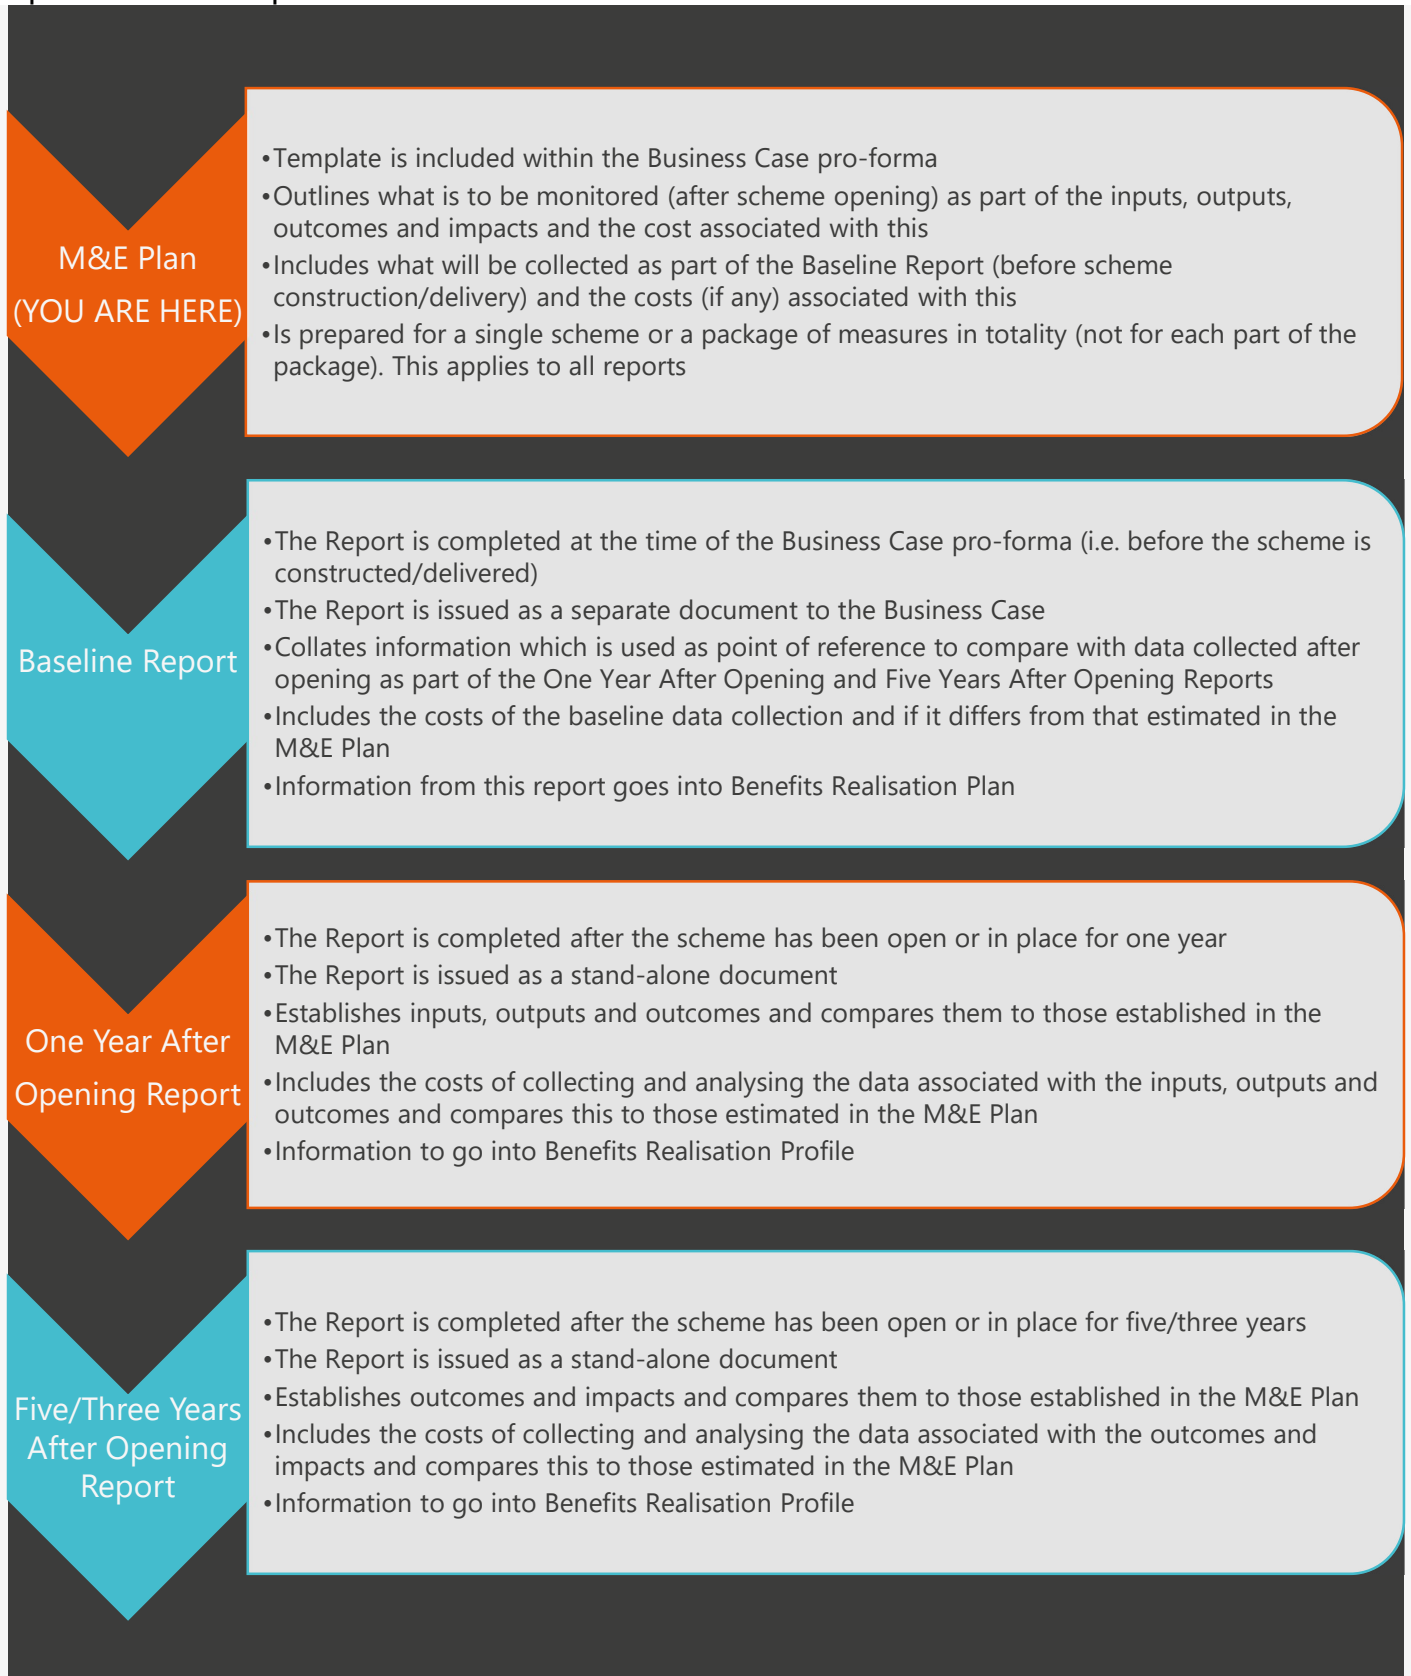 M&E Plan
(YOU ARE HERE)
•Template is included within the Business Case pro-forma
•Outlines what is to be monitored (after scheme opening) as part of the inputs, outputs,
outcomes and impacts and the cost associated with this
•Includes what will be collected as part of the Baseline Report (before scheme
construction/delivery) and the costs (if any) associated with this
•Is prepared for a single scheme or a package of measures in totality (not for each part of the
package). This applies to all reports
Baseline Report
•The Report is completed at the time of the Business Case pro-forma (i.e. before the scheme is
constructed/delivered)
•The Report is issued as a separate document to the Business Case
•Collates information which is used as point of reference to compare with data collected after
opening as part of the One Year After Opening and Five Years After Opening Reports
•Includes the costs of the baseline data collection and if it differs from that estimated in the
M&E Plan
•Information from this report goes into Benefits Realisation Plan
One Year After
Opening Report
•The Report is completed after the scheme has been open or in place for one year
•The Report is issued as a stand-alone document
•Establishes inputs, outputs and outcomes and compares them to those established in the
M&E Plan
•Includes the costs of collecting and analysing the data associated with the inputs, outputs and
outcomes and compares this to those estimated in the M&E Plan
•Information to go into Benefits Realisation Profile
Five/Three Years
After Opening
Report
•The Report is completed after the scheme has been open or in place for five/three years
•The Report is issued as a stand-alone document
•Establishes outcomes and impacts and compares them to those established in the M&E Plan
•Includes the costs of collecting and analysing the data associated with the outcomes and
impacts and compares this to those estimated in the M&E Plan
•Information to go into Benefits Realisation Profile